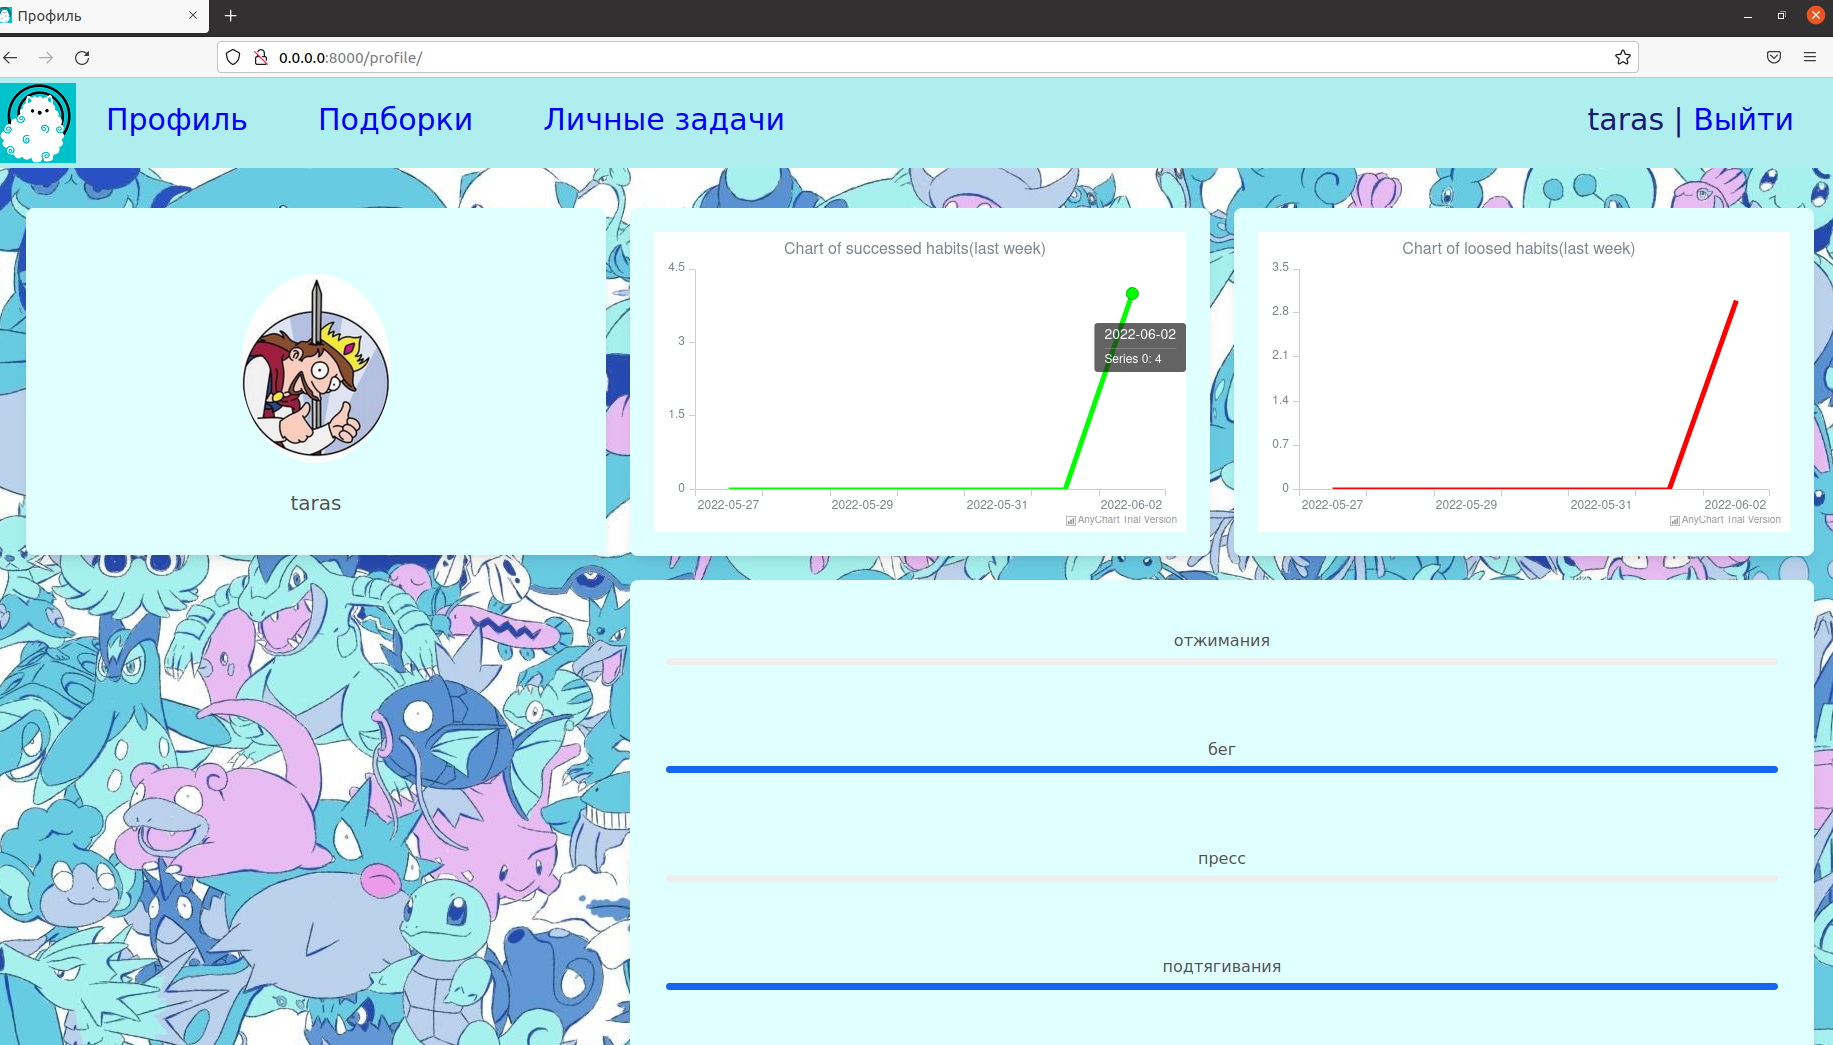 Профиль
0.0.0.0:8000/profile/
Профиль Подборки Личные задачи taras | Выйти
taras
Chart of successed habits(last week)
4.5
3
1.5
0
2022-05-27 2022-05-29 2022-05-31 2022-06-02
2022-06-02
Series 0: 4
AnyChart Trial Version
Chart of loosed habits(last week)
3.5
2.8
2.1
1.4
0.7
0
2022-05-27 2022-05-29 2022-05-31 2022-06-02
AnyChart Trial Version
отжимания
бег
пресс
подтягивания